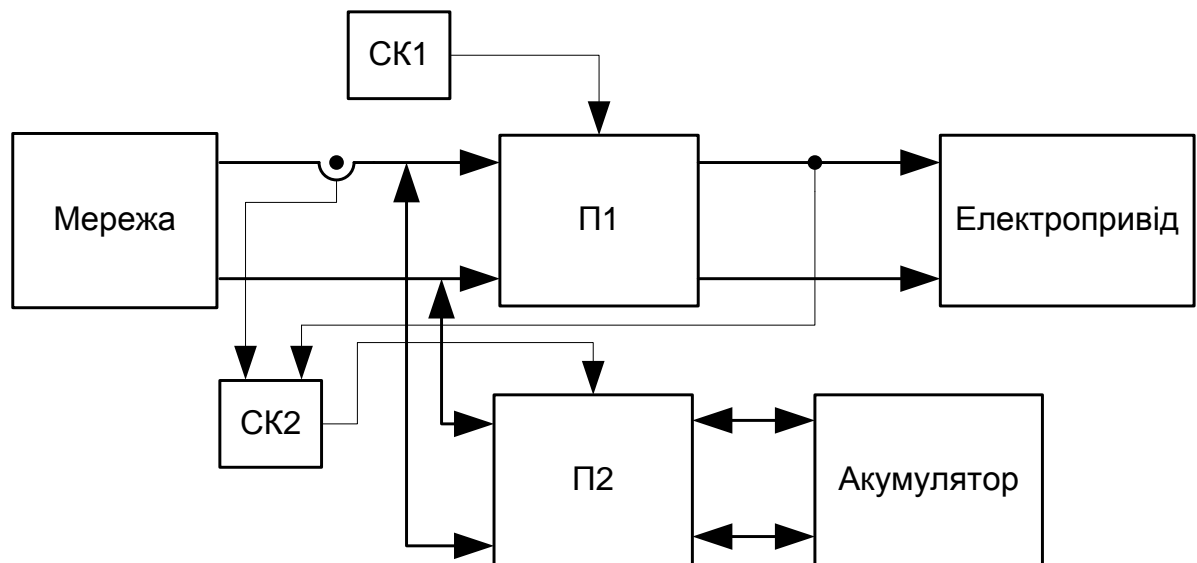 СК1
Мережа
П1
Електропривід
СК2
П2
Акумулятор